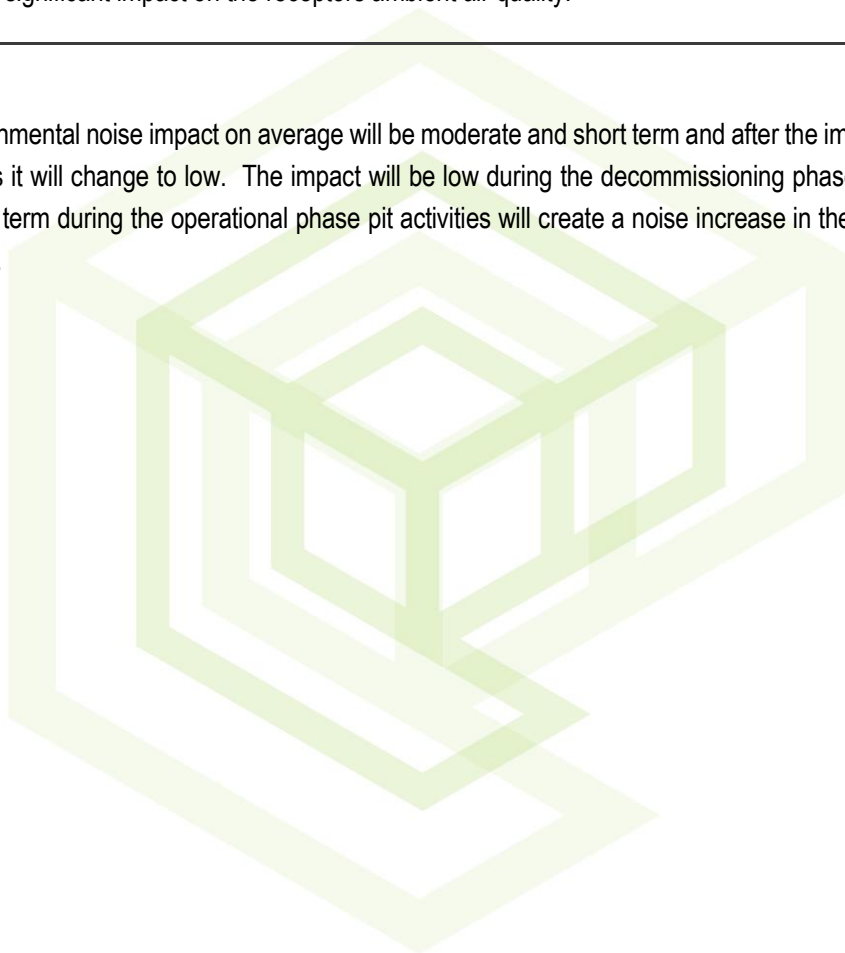 significant impact on the receptors ambient air quality.
nmental noise impact on average will be moderate and short term and after the im
s it will change to low. The impact will be low during the decommissioning phase
term during the operational phase pit activities will create a noise increase in the